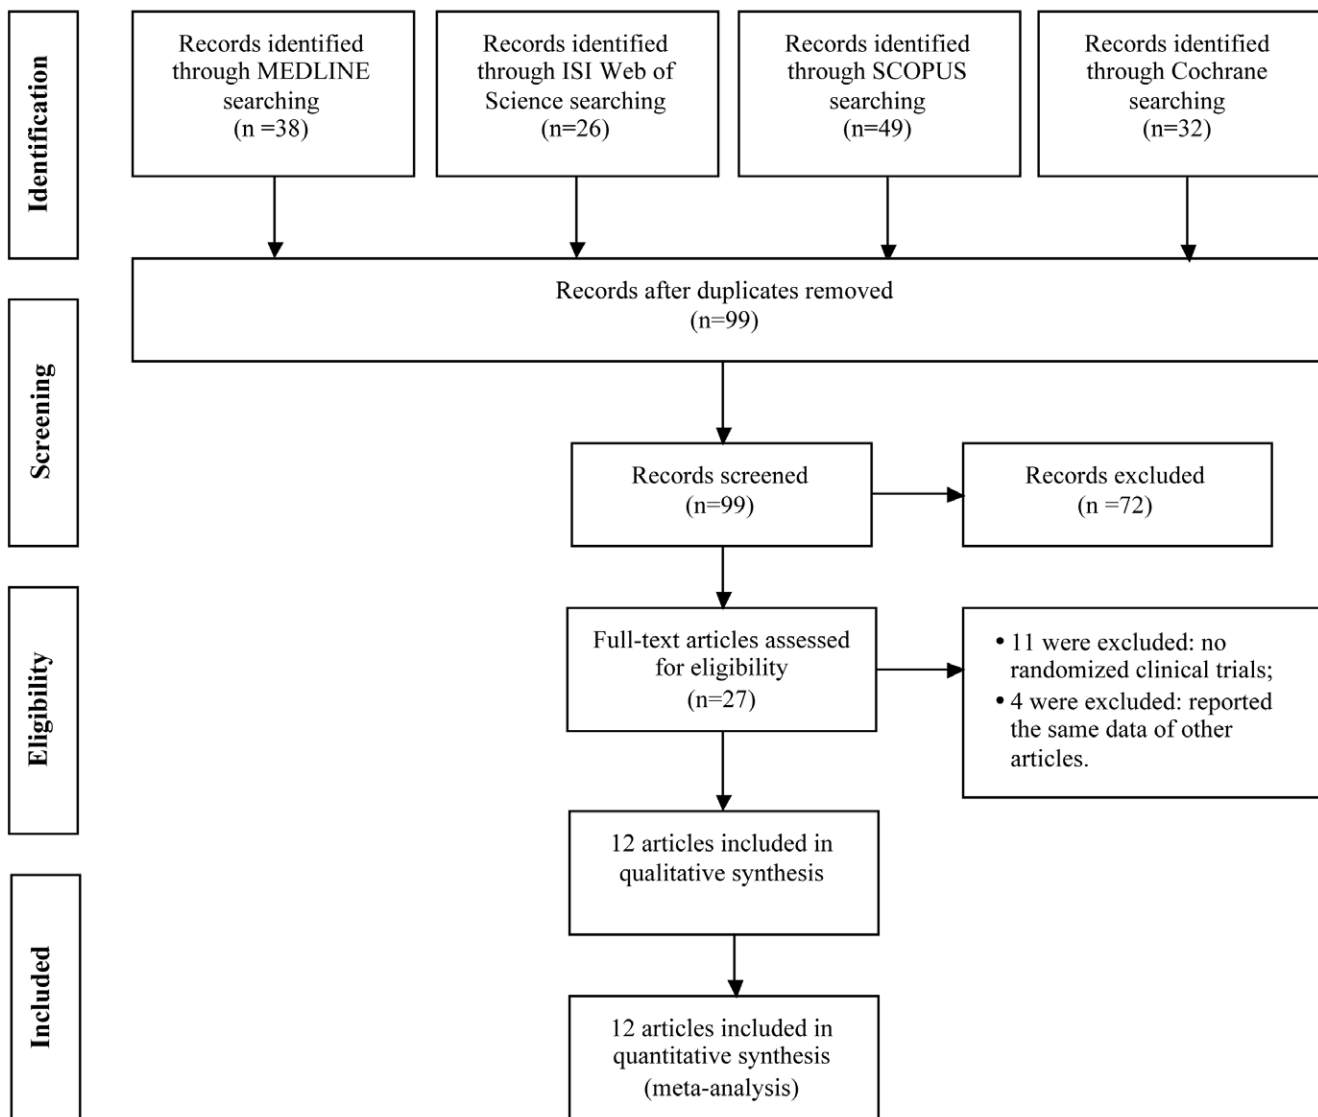 Identification
Records identified
through MEDLINE
searching
(n =38)
Records identified
through ISI Web of
Science searching
(n=26)
Records identified
through SCOPUS
searching
(n=49)
Records identified
through Cochrane
searching
(n=32)
Records after duplicates removed
(n=99)
Screening
Records screened
(n=99)
Records excluded
(n =72)
Eligibility
Full-text articles assessed
for eligibility
(n=27)
• 11 were excluded: no
randomized clinical trials;
• 4 were excluded: reported
the same data of other
articles.
12 articles included in
qualitative synthesis
Included
12 articles included in
quantitative synthesis
(meta-analysis)